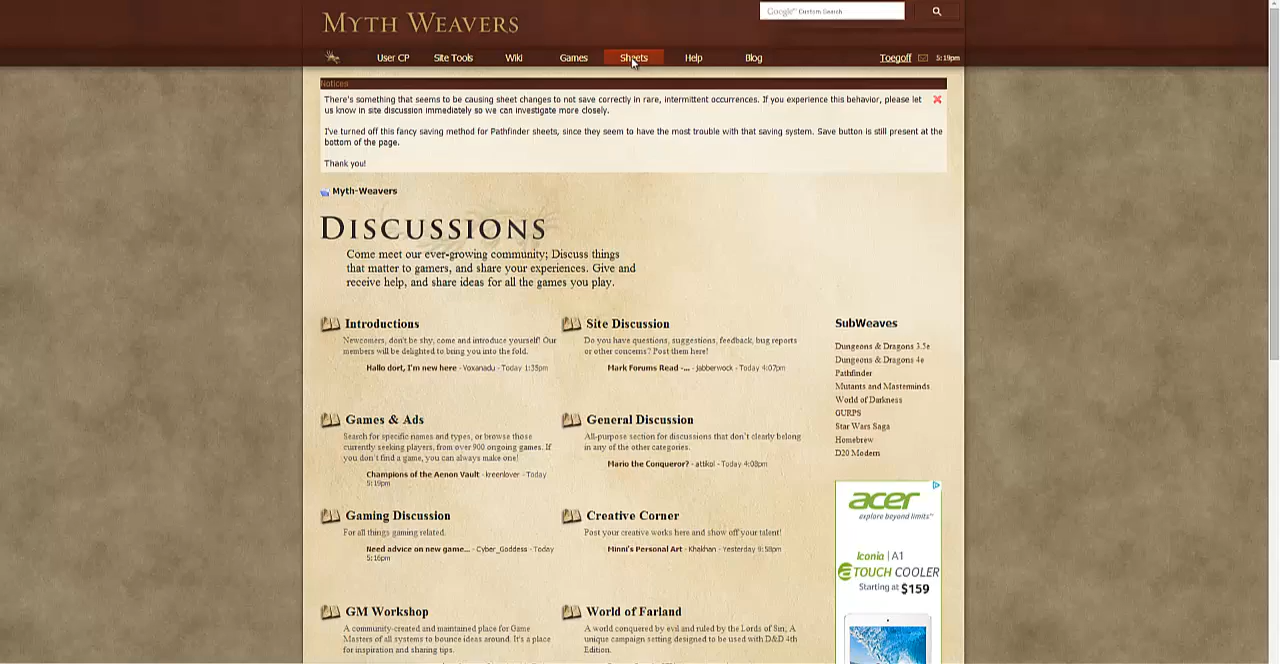 MYTH WEAVERS
Google™ Custom Search
User CP Site Tools Wiki Games Sheets Help Blog Toegoff 5:19pm
Notices
There's something that seems to be causing sheet changes to not save correctly in rare, intermittent occurrences. If you experience this behavior, please let
us know in site discussion immediately so we can investigate more closely.
I've turned off this fancy saving method for Pathfinder sheets, since they seem to have the most trouble with that saving system. Save button is still present at the
bottom of the page.
Thank you!
Myth-Weavers
DISCUSSIONS
Come meet our ever-growing community; Discuss things
that matter to gamers, and share your experiences. Give and
receive help, and share ideas for all the games you play.
Introductions
Newcomers, don't be shy, come and introduce yourself! Our
members will be delighted to bring you into the fold.
Hallo dort, I'm new here - Voxanadu - Today 1:35pm
Site Discussion
Do you have questions, suggestions, feedback, bug reports
or other concerns? Post them here!
Mark Forums Read -... - jabberwock - Today 4:07pm
Games & Ads
Search for specific names and types, or browse those
currently seeking players, from over 900 ongoing games. If
you don't find a game, you can always make one!
Champions of the Aenon Vault - kreenlover - Today
5:19pm
General Discussion
All-purpose section for discussions that don't clearly belong
in any of the other categories.
Mario the Conqueror? - attikol - Today 4:08pm
Gaming Discussion
For all things gaming related.
Need advice on new game... - Cyber_Goddess - Today
5:16pm
Creative Corner
Post your creative works here and show off your talent!
Minni's Personal Art - Khakhan - Yesterday 9:58pm
GM Workshop
A community-created and maintained place for Game
Masters of all systems to bounce ideas around. It's a place
for inspiration and sharing tips.
World of Farland
A world conquered by evil and ruled by the Lords of Sin; A
unique campaign setting designed to be used with D&D 4th
Edition.
SubWeaves
Dungeons & Dragons 3.5e
Dungeons & Dragons 4e
Pathfinder
Mutants and Masterminds
World of Darkness
GURPS
Star Wars Saga
Homebrew
D20 Modern
acer
explore beyond limits™
Iconia | A1
TOUCH COOLER
Starting at $159